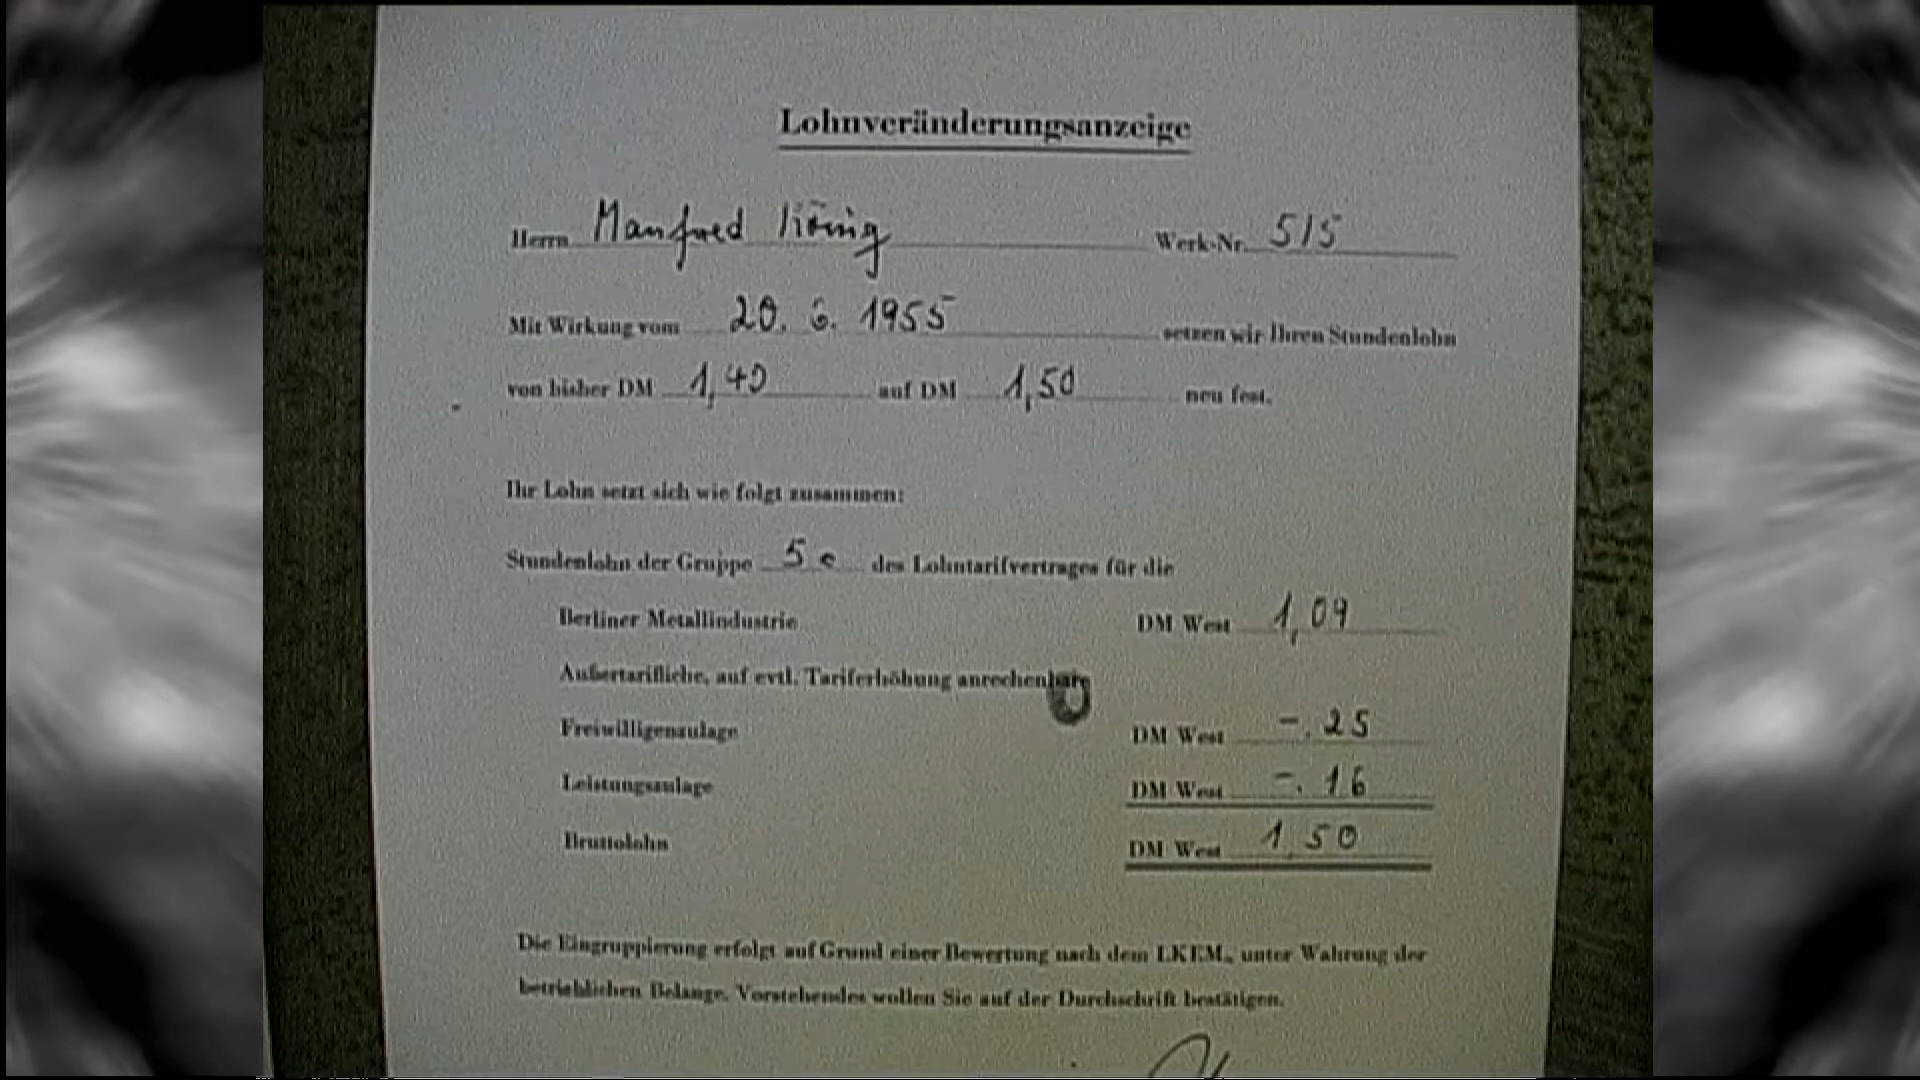 Lohnveränderungsanzeige
Herrn Manfred Werk-Nr. 515
Mit Wirkung vom 20. 6. 1955 setzen wir Ihren Stundenlohn
von bisher DM 1,40 auf DM 1,50 neu fest.
Ihr Lohn setzt sich wie folgt zusammen:
Stundenlohn der Gruppe 5 c des Lohntarifvertrages für die
Berliner Metallindustrie DM West 1,09
Außertarifliche, auf evtl. Tariferhöhung anrechenbare
Freiwilligenzulage DM West -.25
Leistungszulage DM West -.16
Bruttolohn DM West 1,50
Die Eingruppierung erfolgt auf Grund einer Bewertung nach dem LKEM., unter Wahrung der
betrieblichen Belange. Vorstehendes wollen Sie auf der Durchschrift bestätigen.